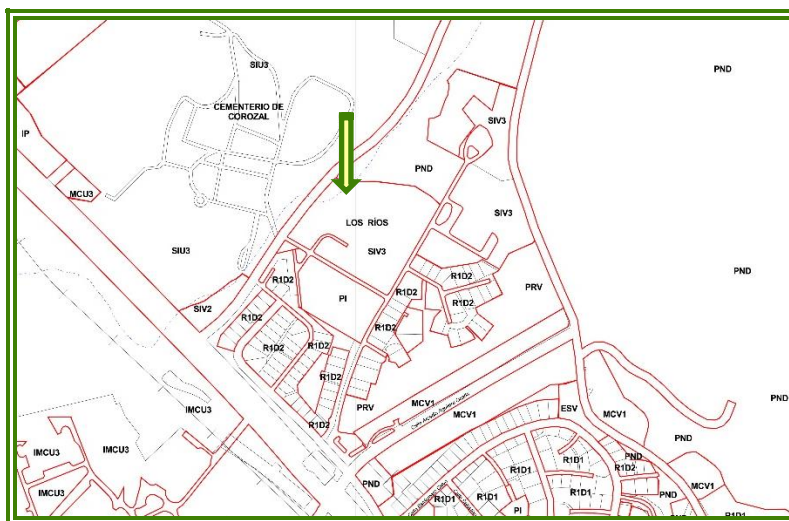 SIU3
PND
CEMENTERIO DE
COROZAL
SIV3
IP
PND
MCU3
LOS RÍOS
SIV3
SIU3
SIV3
R1D2
R1D2
PND
PI
R1D2
PRV
SIV2
R1D2
R1D2
R1D2
R1D2
PND
IMCU3
PRV
MCV1
MCV1
ESV
MCV1
R1D2
PND
IMCU3
IMCU3
R1D1
R1D1
R1D2
PND
PND
MCV1
IMCU3
R1D1
R1D1
R1D1
PND
PI
R1D1